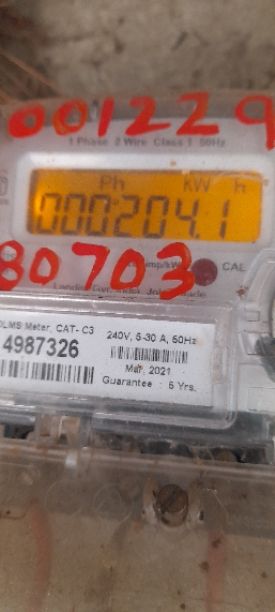 001229
1 Phase 2 Wire Class 1 50Hz
Ph kW h
000204.1
80703
CAL
DLMS Meter, CAT- C3
240V, 5-30 A, 50Hz
4987326
Mar, 2021
Guarantee : 5 Yrs.